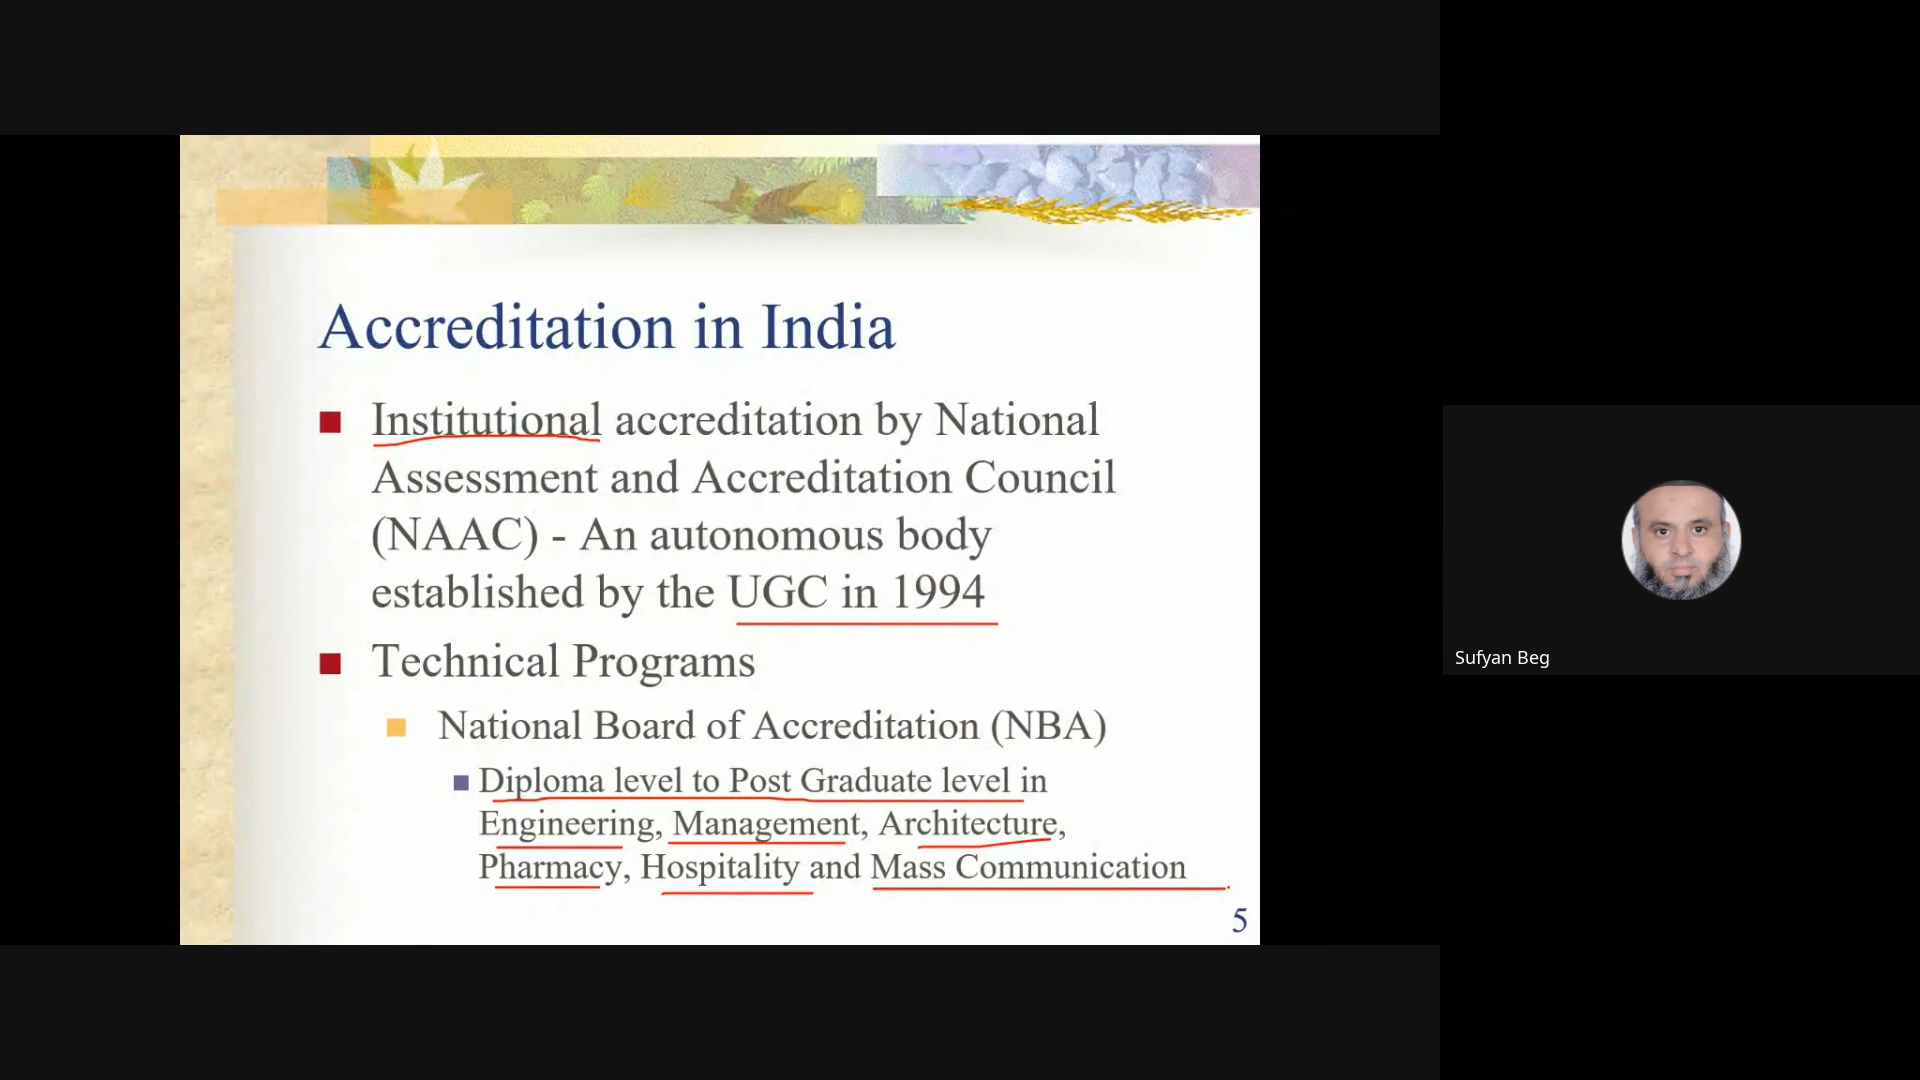 Accreditation in India
Institutional accreditation by National
Assessment and Accreditation Council
(NAAC) - An autonomous body
established by the UGC in 1994
Technical Programs
National Board of Accreditation (NBA)
Diploma level to Post Graduate level in
Engineering, Management, Architecture,
Pharmacy, Hospitality and Mass Communication
5
Sufyan Beg